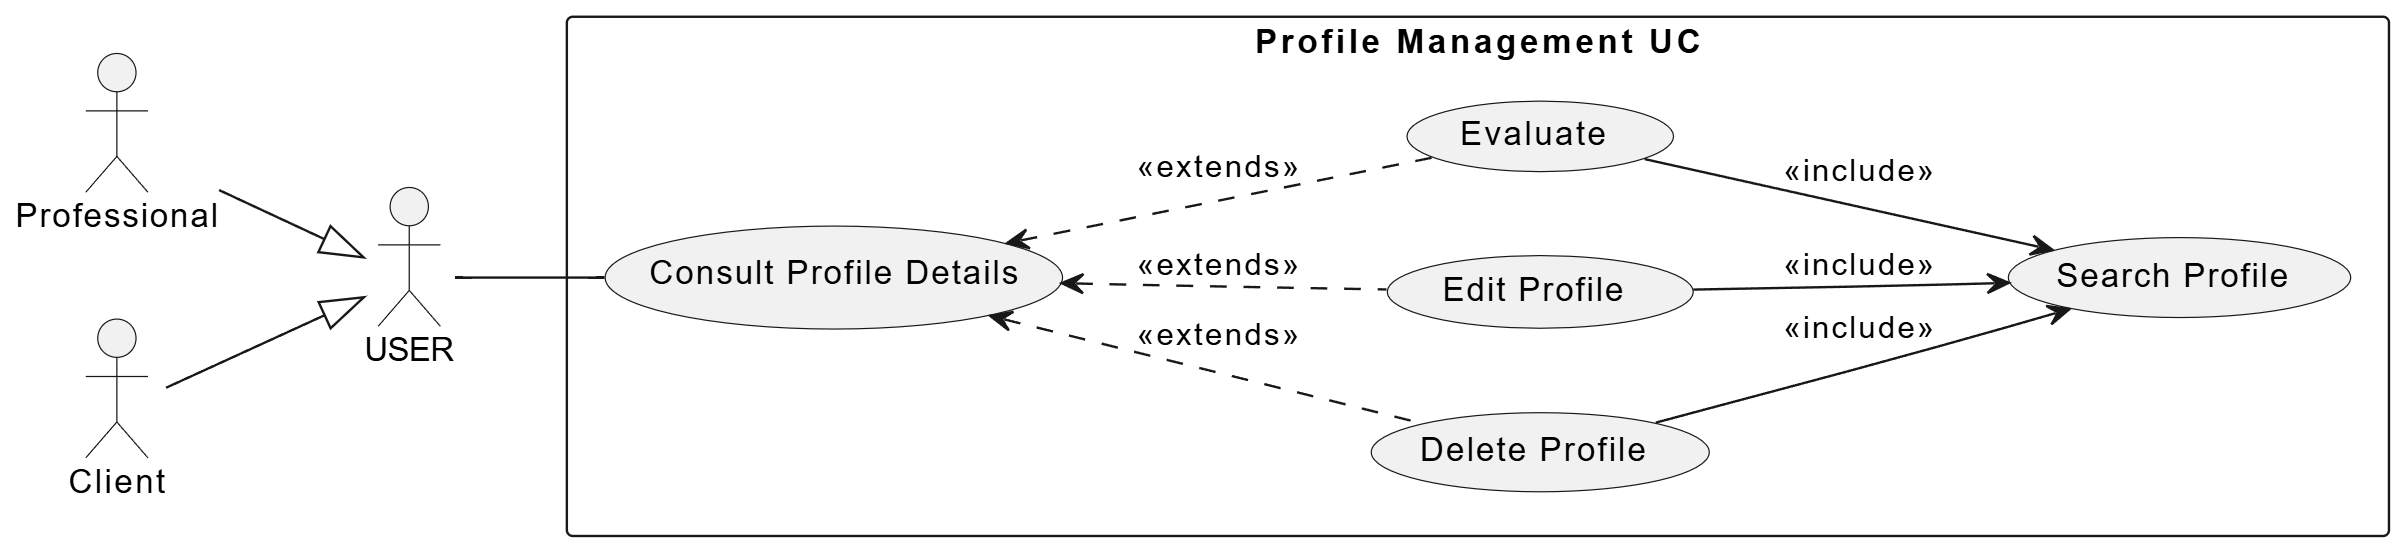 Profile Management UC
Professional
Client
USER
Consult Profile Details
«extends»
«extends»
«extends»
Evaluate
Edit Profile
Delete Profile
«include»
«include»
«include»
Search Profile